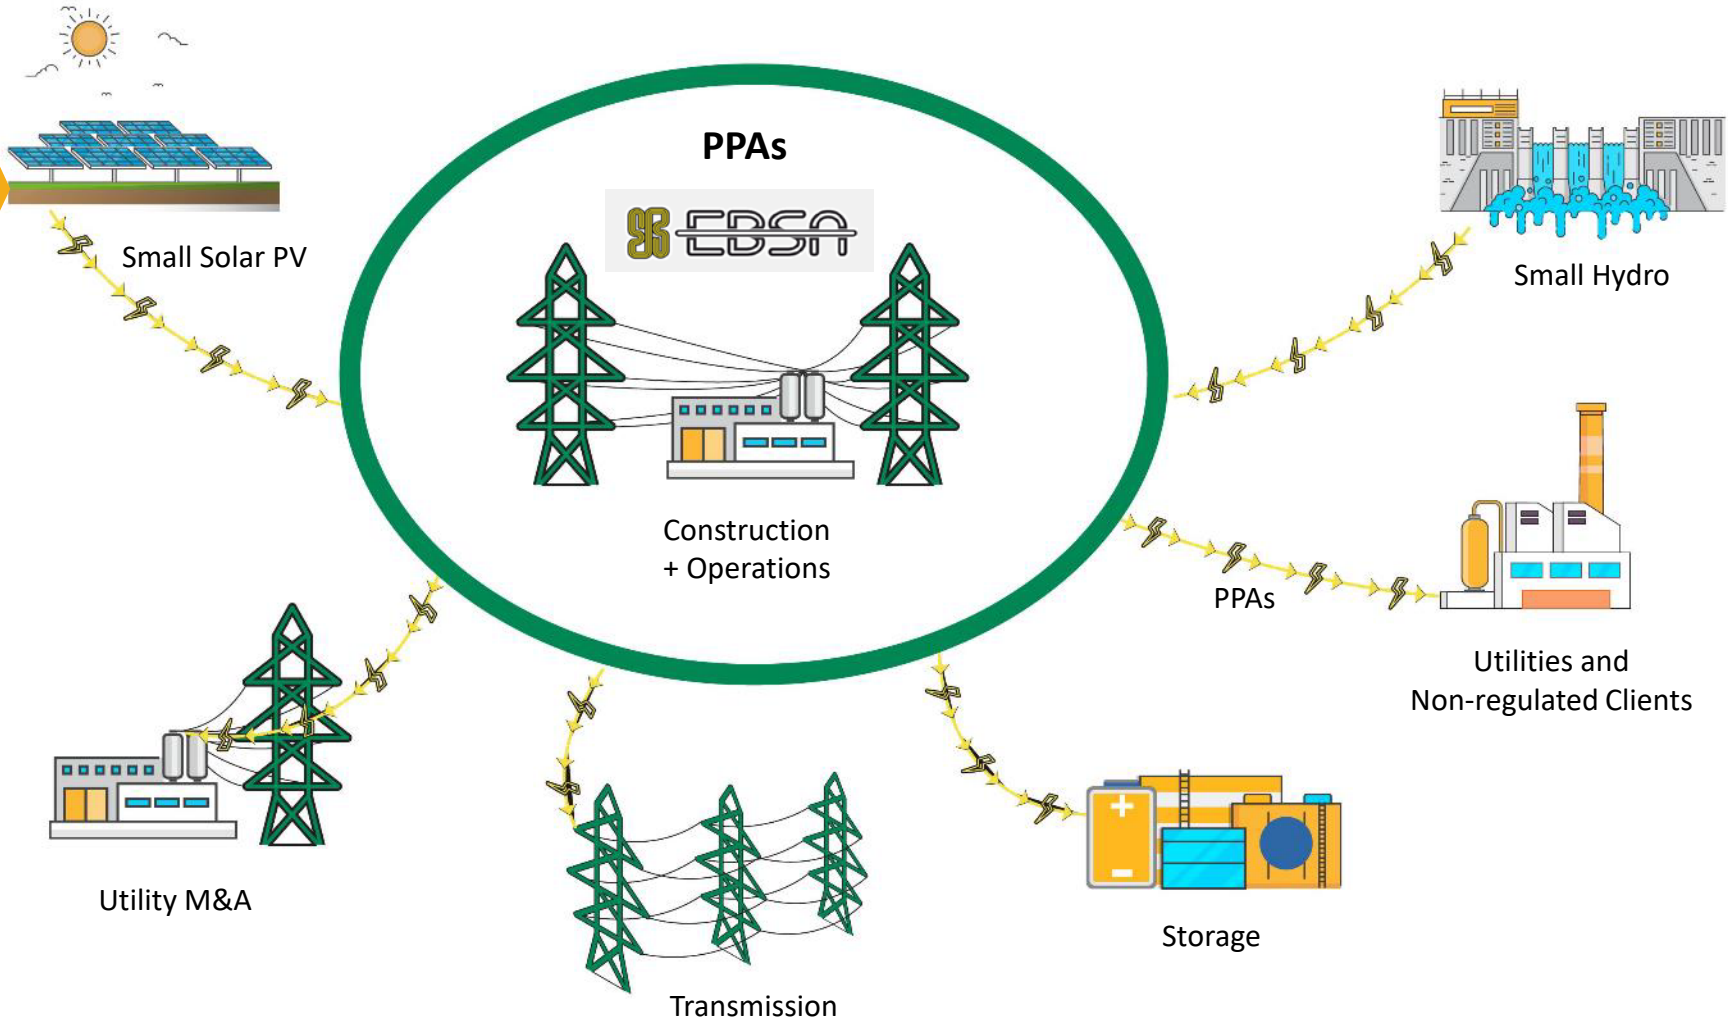 PPAs
EBSA
Small Solar PV
Small Hydro
Construction
+ Operations
PPAs
Utilities and
Non-regulated Clients
Utility M&A
Storage
Transmission